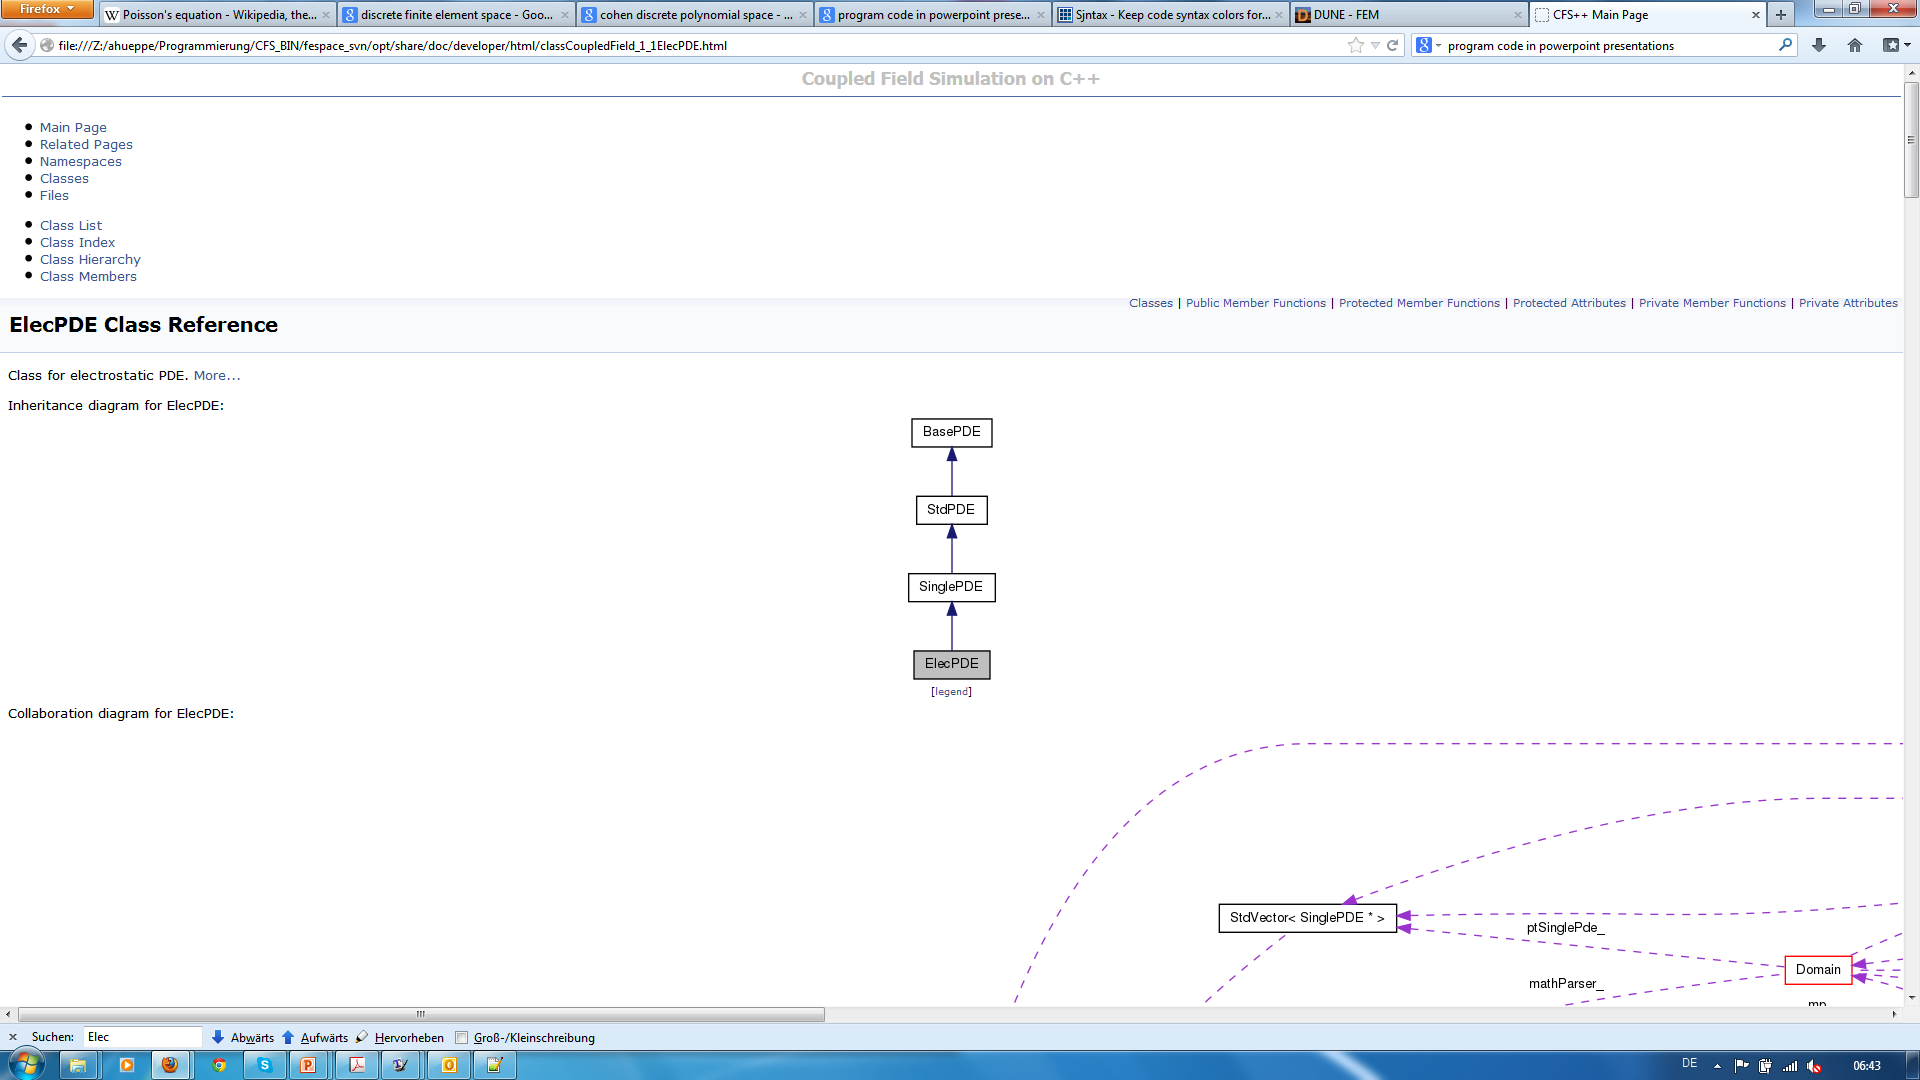 Firefox
Poisson's equation - Wikipedia, the...
discrete finite element space - Goo...
cohen discrete polynomial space - ...
program code in powerpoint prese...
Sjntax - Keep code syntax colors for...
DUNE - FEM
CFS++ Main Page
file:///Z:/ahueppe/Programmierung/CFS_BIN/fespace_svn/opt/share/doc/developer/html/classCoupledField_1_1ElecPDE.html
program code in powerpoint presentations
Coupled Field Simulation on C++
Main Page
Related Pages
Namespaces
Classes
Files
Class List
Class Index
Class Hierarchy
Class Members
Classes | Public Member Functions | Protected Member Functions | Protected Attributes | Private Member Functions | Private Attributes
ElecPDE Class Reference
Class for electrostatic PDE. More...
Inheritance diagram for ElecPDE:
BasePDE
StdPDE
SinglePDE
ElecPDE
[legend]
Collaboration diagram for ElecPDE:
StdVector< SinglePDE * >
ptSinglePde_
Domain
mathParser_
Suchen: Elec Abwärts Aufwärts Hervorheben Groß-/Kleinschreibung
DE 06:43